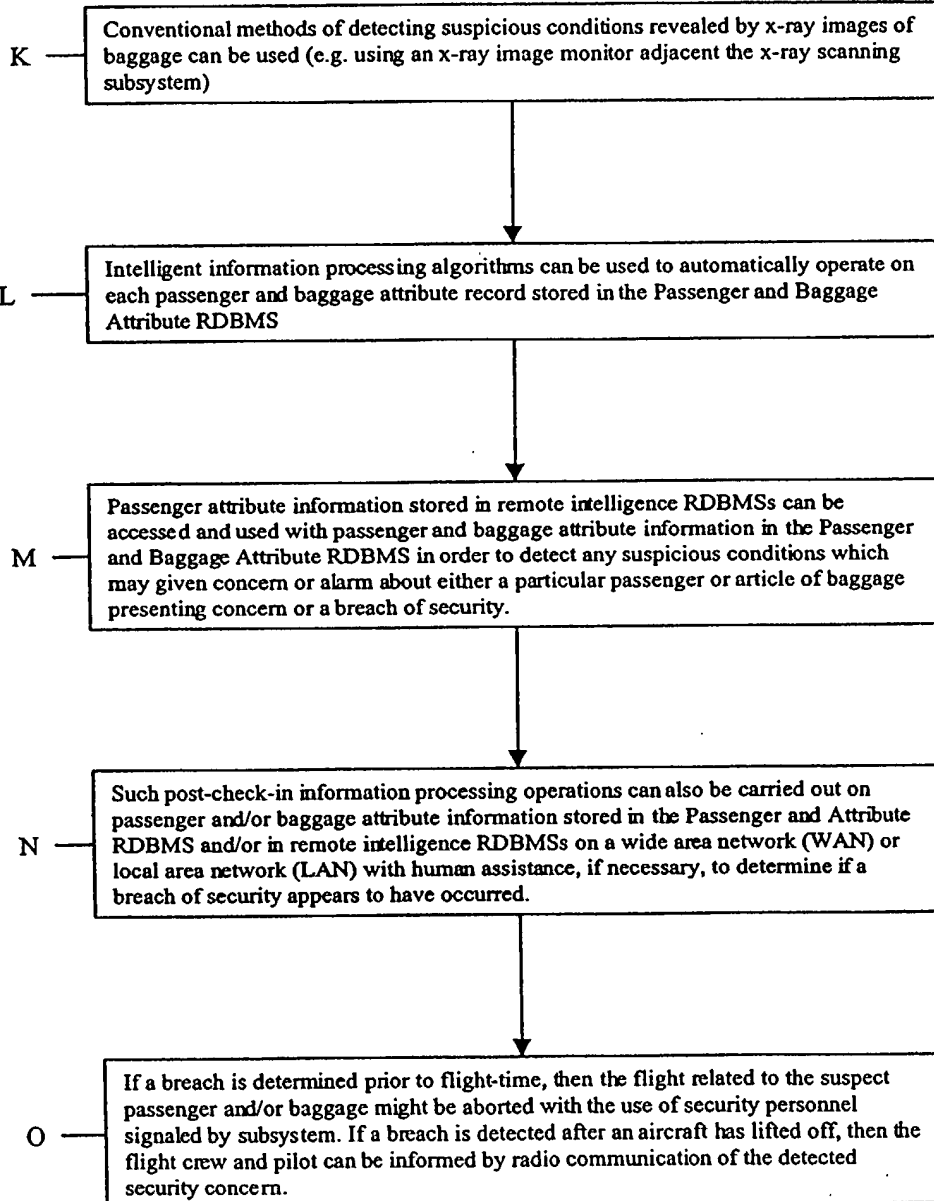 K
Conventional methods of detecting suspicious conditions revealed by x-ray images of
baggage can be used (e.g. using an x-ray image monitor adjacent the x-ray scanning
subsystem)
L
Intelligent information processing algorithms can be used to automatically operate on
each passenger and baggage attribute record stored in the Passenger and Baggage
Attribute RDBMS
M
Passenger attribute information stored in remote intelligence RDBMSs can be
accessed and used with passenger and baggage attribute information in the Passenger
and Baggage Attribute RDBMS in order to detect any suspicious conditions which
may given concern or alarm about either a particular passenger or article of baggage
presenting concern or a breach of security.
N
Such post-check-in information processing operations can also be carried out on
passenger and/or baggage attribute information stored in the Passenger and Attribute
RDBMS and/or in remote intelligence RDBMSs on a wide area network (WAN) or
local area network (LAN) with human assistance, if necessary, to determine if a
breach of security appears to have occurred.
O
If a breach is determined prior to flight-time, then the flight related to the suspect
passenger and/or baggage might be aborted with the use of security personnel
signaled by subsystem. If a breach is detected after an aircraft has lifted off, then the
flight crew and pilot can be informed by radio communication of the detected
security concern.